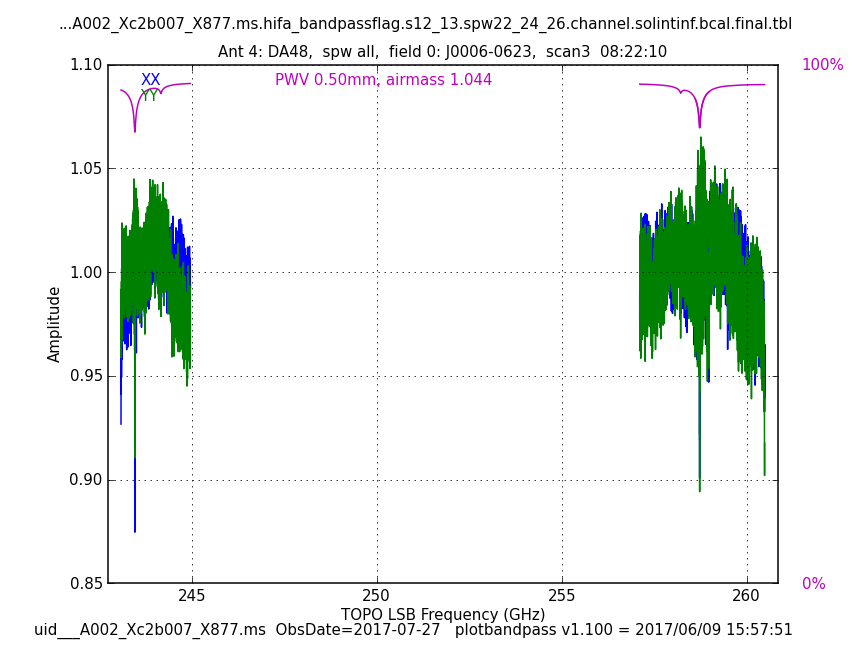 ...A002_Xc2b007_X877.ms.hifa_bandpassflag.s12_13.spw22_24_26.channel.solintinf.bcal.final.tbl
Ant 4: DA48, spw all, field 0: J0006-0623, scan3 08:22:10
1.10
100%
XX
PWV 0.50mm, airmass 1.044
YY
1.05
1.00
Amplitude
0.95
0.90
0.85
0%
245 250 255 260
TOPO LSB Frequency (GHz)
uid___A002_Xc2b007_X877.ms ObsDate=2017-07-27 plotbandpass v1.100 = 2017/06/09 15:57:51